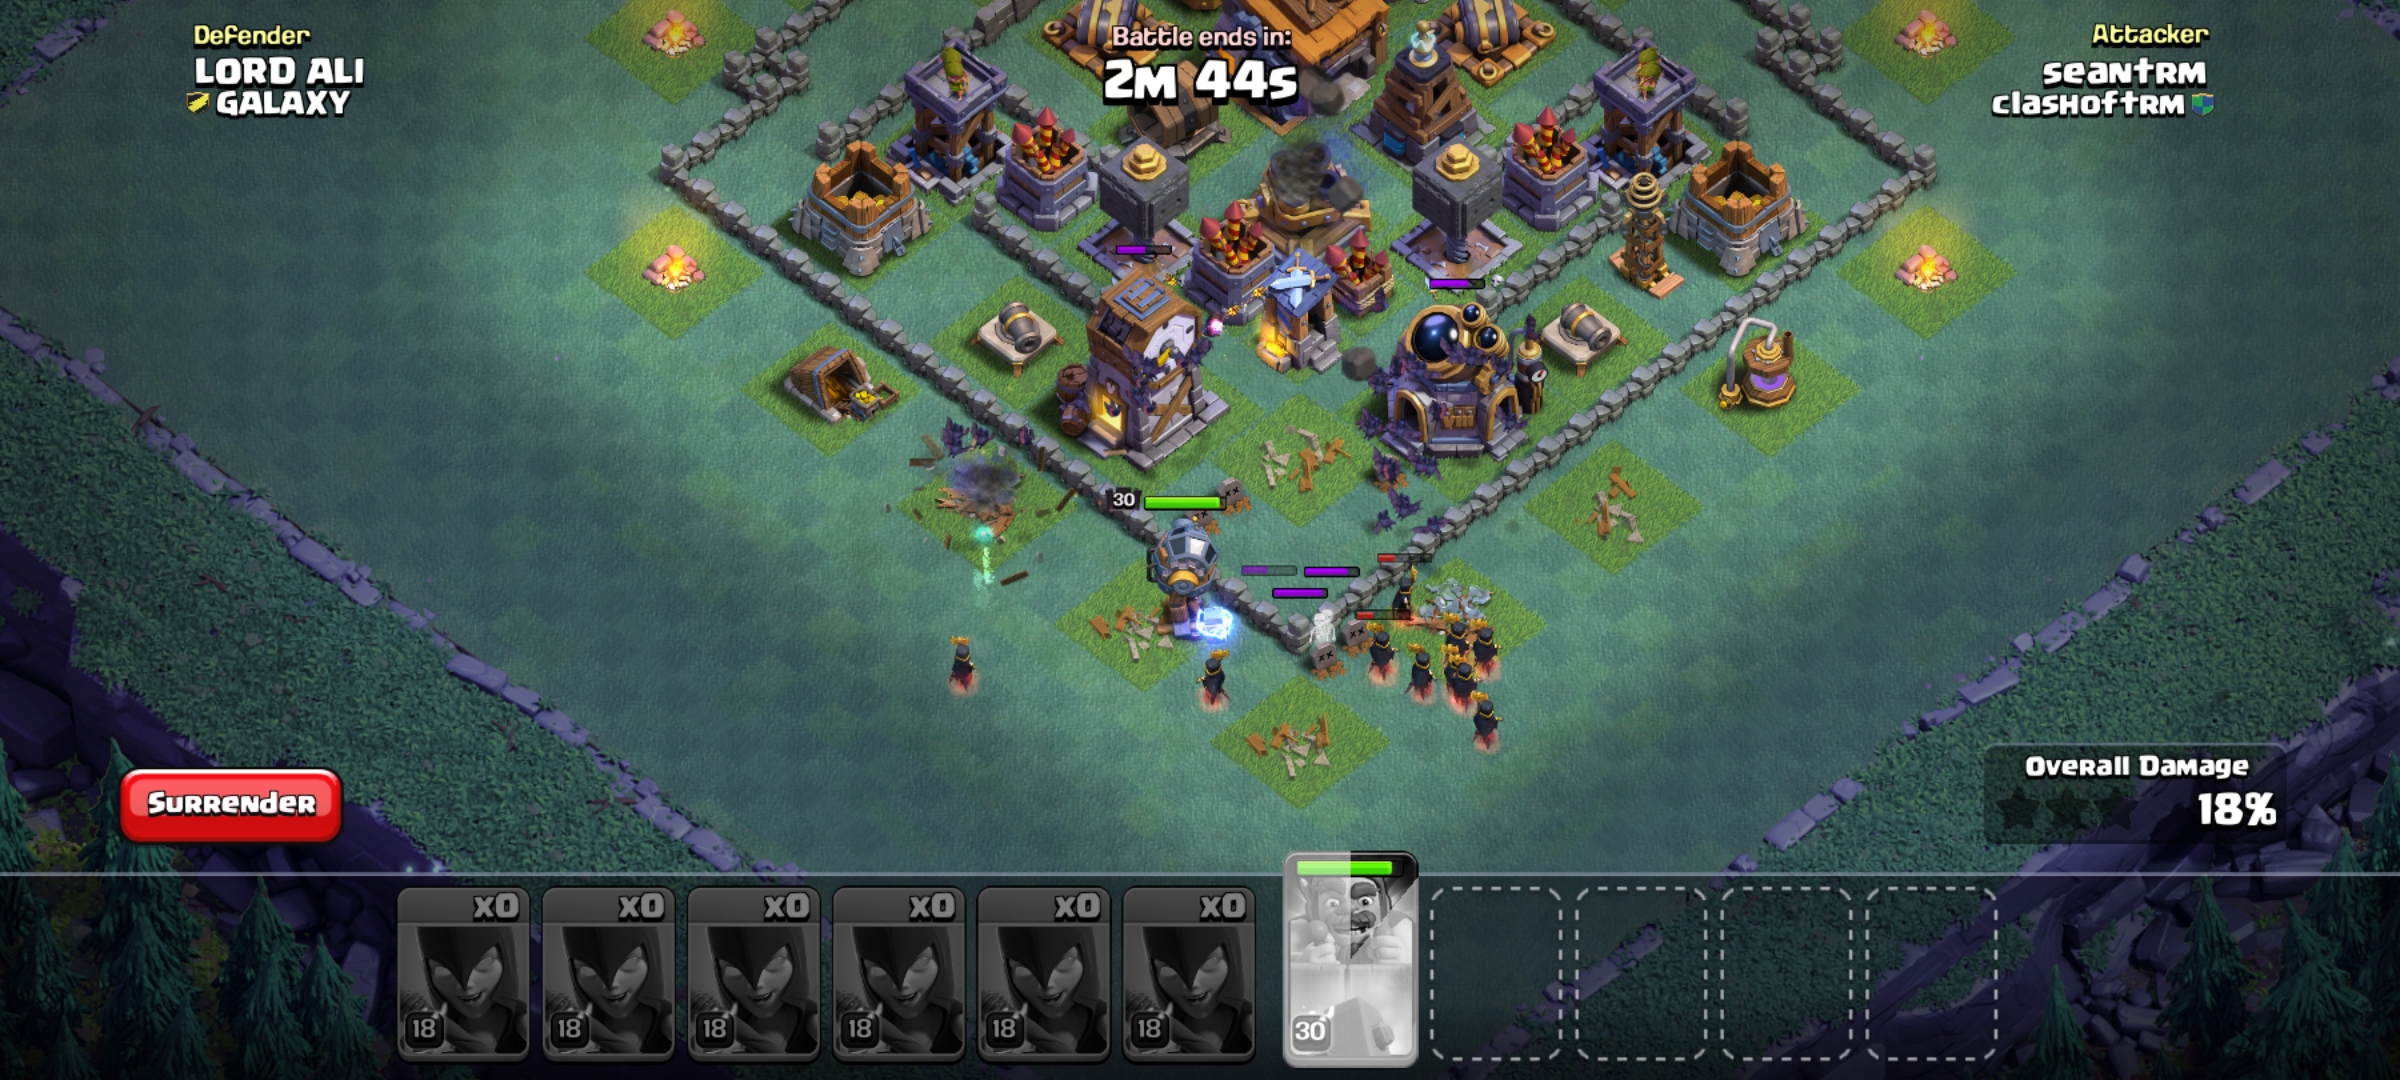 Defender
LORD ALI
GALAXY
Battle ends in:
2M 44s
Attacker
seantrm
clashoftrm
30
VIII
Surrender
Overall Damage
18%
x0
x0
x0
x0
x0
x0
18
18
18
18
18
18
30